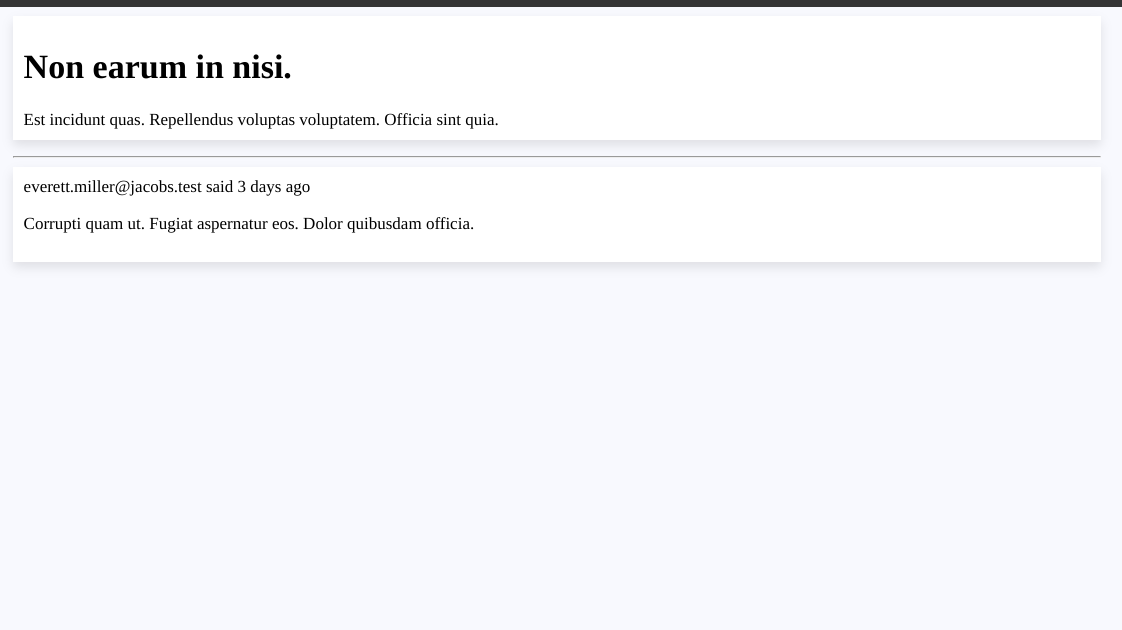 Non earum in nisi.
Est incidunt quas. Repellendus voluptas voluptatem. Officia sint quia.
everett.miller@jacobs.test said 3 days ago
Corrupti quam ut. Fugiat aspernatur eos. Dolor quibusdam officia.